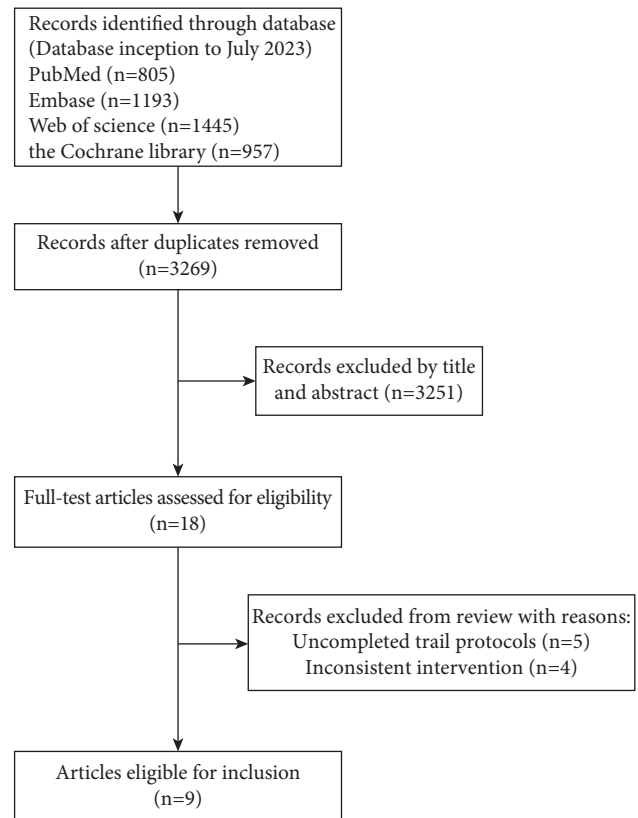 Records identified through database
(Database inception to July 2023)
PubMed (n=805)
Embase (n=1193)
Web of science (n=1445)
the Cochrane library (n=957)
Records after duplicates removed
(n=3269)
Records excluded by title
and abstract (n=3251)
Full-test articles assessed for eligibility
(n=18)
Records excluded from review with reasons:
Uncompleted trail protocols (n=5)
Inconsistent intervention (n=4)
Articles eligible for inclusion
(n=9)